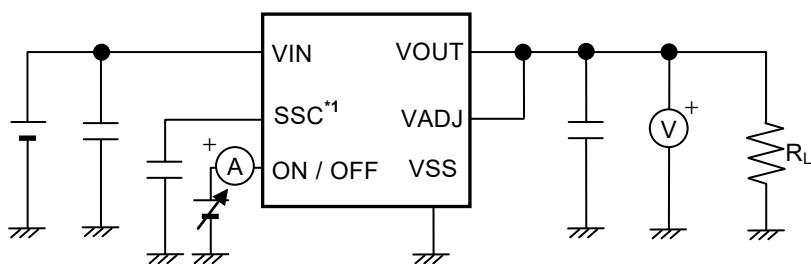 VIN VOUT
SSC*1 VADJ
+ A ON / OFF VSS
V +
RL